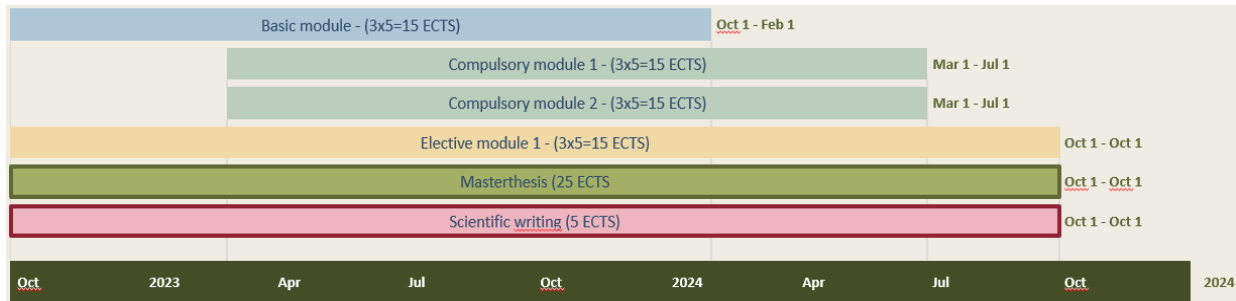 Basic module - (3x5=15 ECTS)
Oct 1 - Feb 1
Compulsory module 1 - (3x5=15 ECTS)
Mar 1 - Jul 1
Compulsory module 2 - (3x5=15 ECTS)
Mar 1 - Jul 1
Elective module 1 - (3x5=15 ECTS)
Oct 1 - Oct 1
Masterthesis (25 ECTS
Oct 1 - Oct 1
Scientific writing (5 ECTS)
Oct 1 - Oct 1
Oct 2023 Apr Jul Oct 2024 Apr Jul Oct 2024